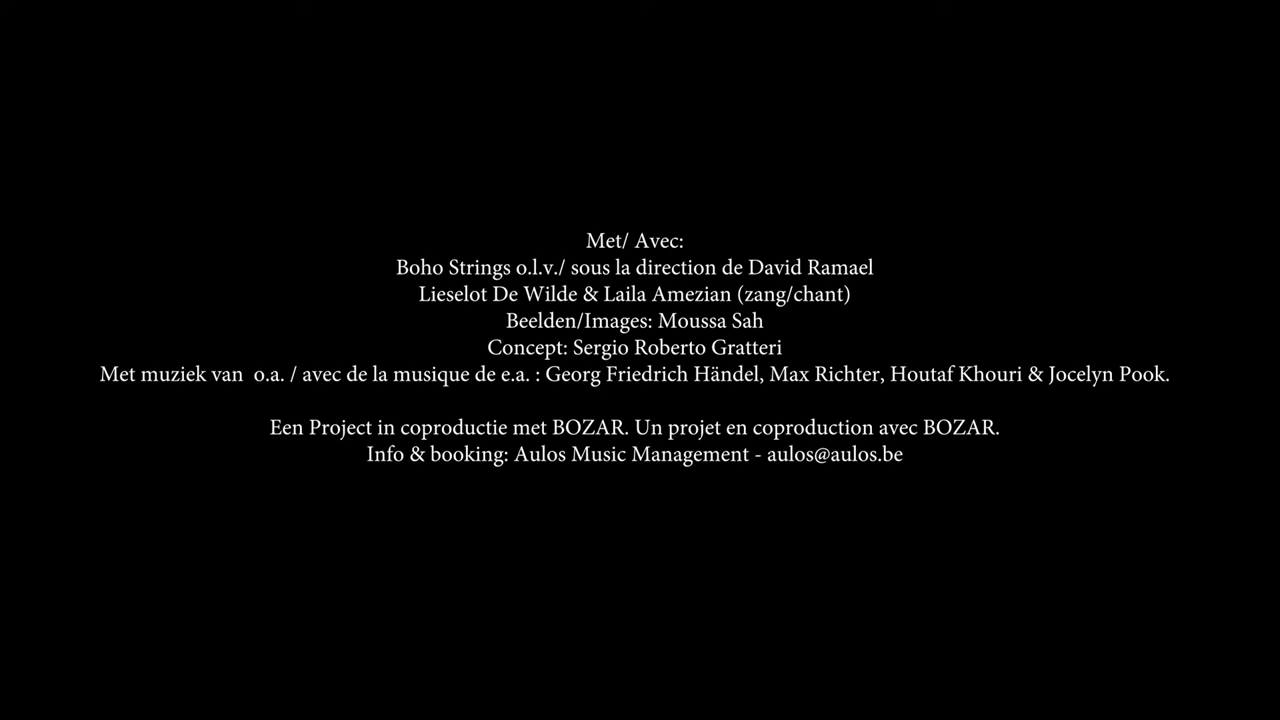 Met/ Avec:
Boho Strings o.l.v./ sous la direction de David Ramael
Lieselot De Wilde & Laila Amezian (zang/chant)
Beelden/Images: Moussa Sah
Concept: Sergio Roberto Gratteri
Met muziek van  o.a. / avec de la musique de e.a. : Georg Friedrich Händel, Max Richter, Houtaf Khouri & Jocelyn Pook.
Een Project in coproductie met BOZAR. Un projet en coproduction avec BOZAR.
Info & booking: Aulos Music Management - aulos@aulos.be